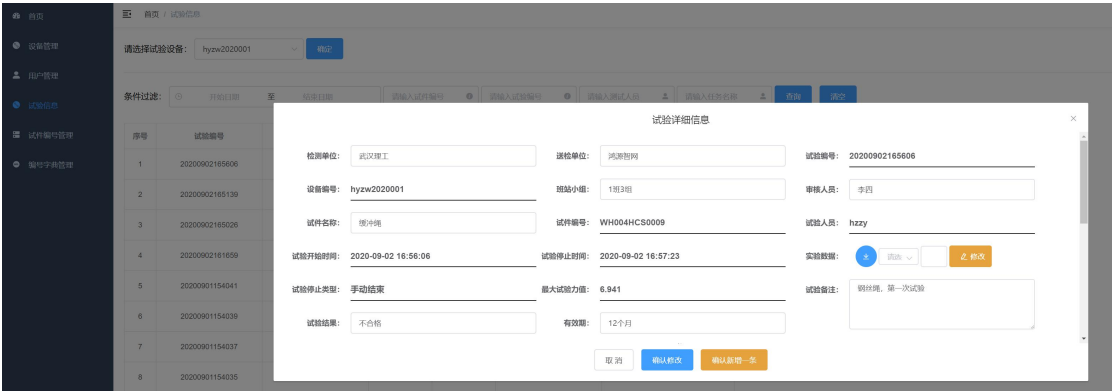 首页
设备管理
用户管理
试验信息
试件编号管理
编号字典管理
首页 / 试验信息
请选择试验设备: hyzw2020001 确定
条件过滤: 开始日期 至 结束日期 请输入试件编号 请输入试验编号 请输入测试人员 请输入任务名称 查询 清空
序号 试验编号
1 20200902165606
2 20200902165139
3 20200902165026
4 20200902161659
5 20200901154041
6 20200901154039
7 20200901154037
8 20200901154035
试验详细信息
检测单位: 武汉理工 送检单位: 鸿源智网 试验编号: 20200902165606
设备编号: hyzw2020001 班站小组: 1班3组 审核人员: 李四
试件名称: 缓冲绳 试件编号: WH004HCS0009 试验人员: hzzy
试验开始时间: 2020-09-02 16:56:06 试验停止时间: 2020-09-02 16:57:23 实验数据: 请选 修改
试验停止类型: 手动结束 最大试验力值: 6.941 试验备注: 钢丝绳，第一次试验
试验结果: 不合格 有效期: 12个月
取消 确认修改 确认新增一条